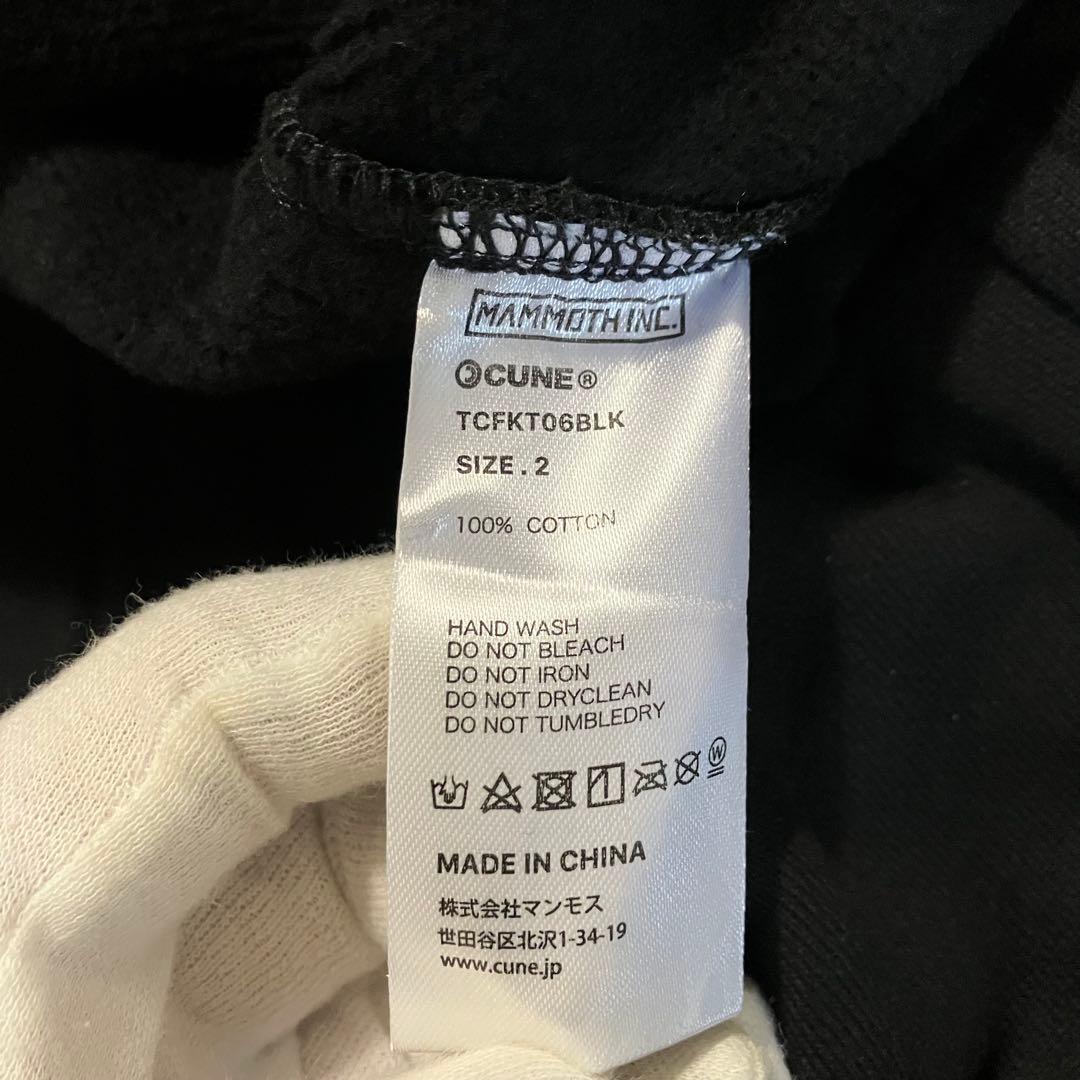 MAMMOTH INC.
CUNE®
TCFKT06BLK
SIZE . 2
100% COTTON
HAND WASH
DO NOT BLEACH
DO NOT IRON
DO NOT DRYCLEAN
DO NOT TUMBLEDRY
W
MADE IN CHINA
株式会社マンモス
世田谷区北沢1-34-19
www.cune.jp